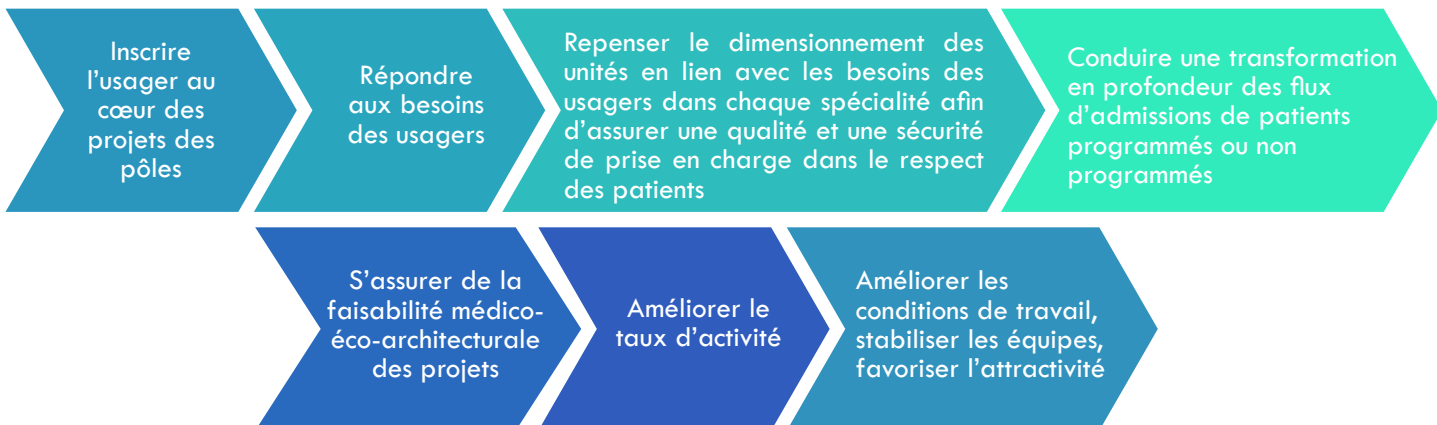 Inscrire
l’usager au
cœur des
projets des
pôles
Répondre
aux besoins
des usagers
Repenser le dimensionnement des
unités en lien avec les besoins des
usagers dans chaque spécialité afin
d’assurer une qualité et une sécurité
de prise en charge dans le respect
des patients
Conduire une transformation
en profondeur des flux
d’admissions de patients
programmés ou non
programmés
S’assurer de la
faisabilité médico-
éco-architecturale
des projets
Améliorer le
taux d’activité
Améliorer les
conditions de travail,
stabiliser les équipes,
favoriser l’attractivité